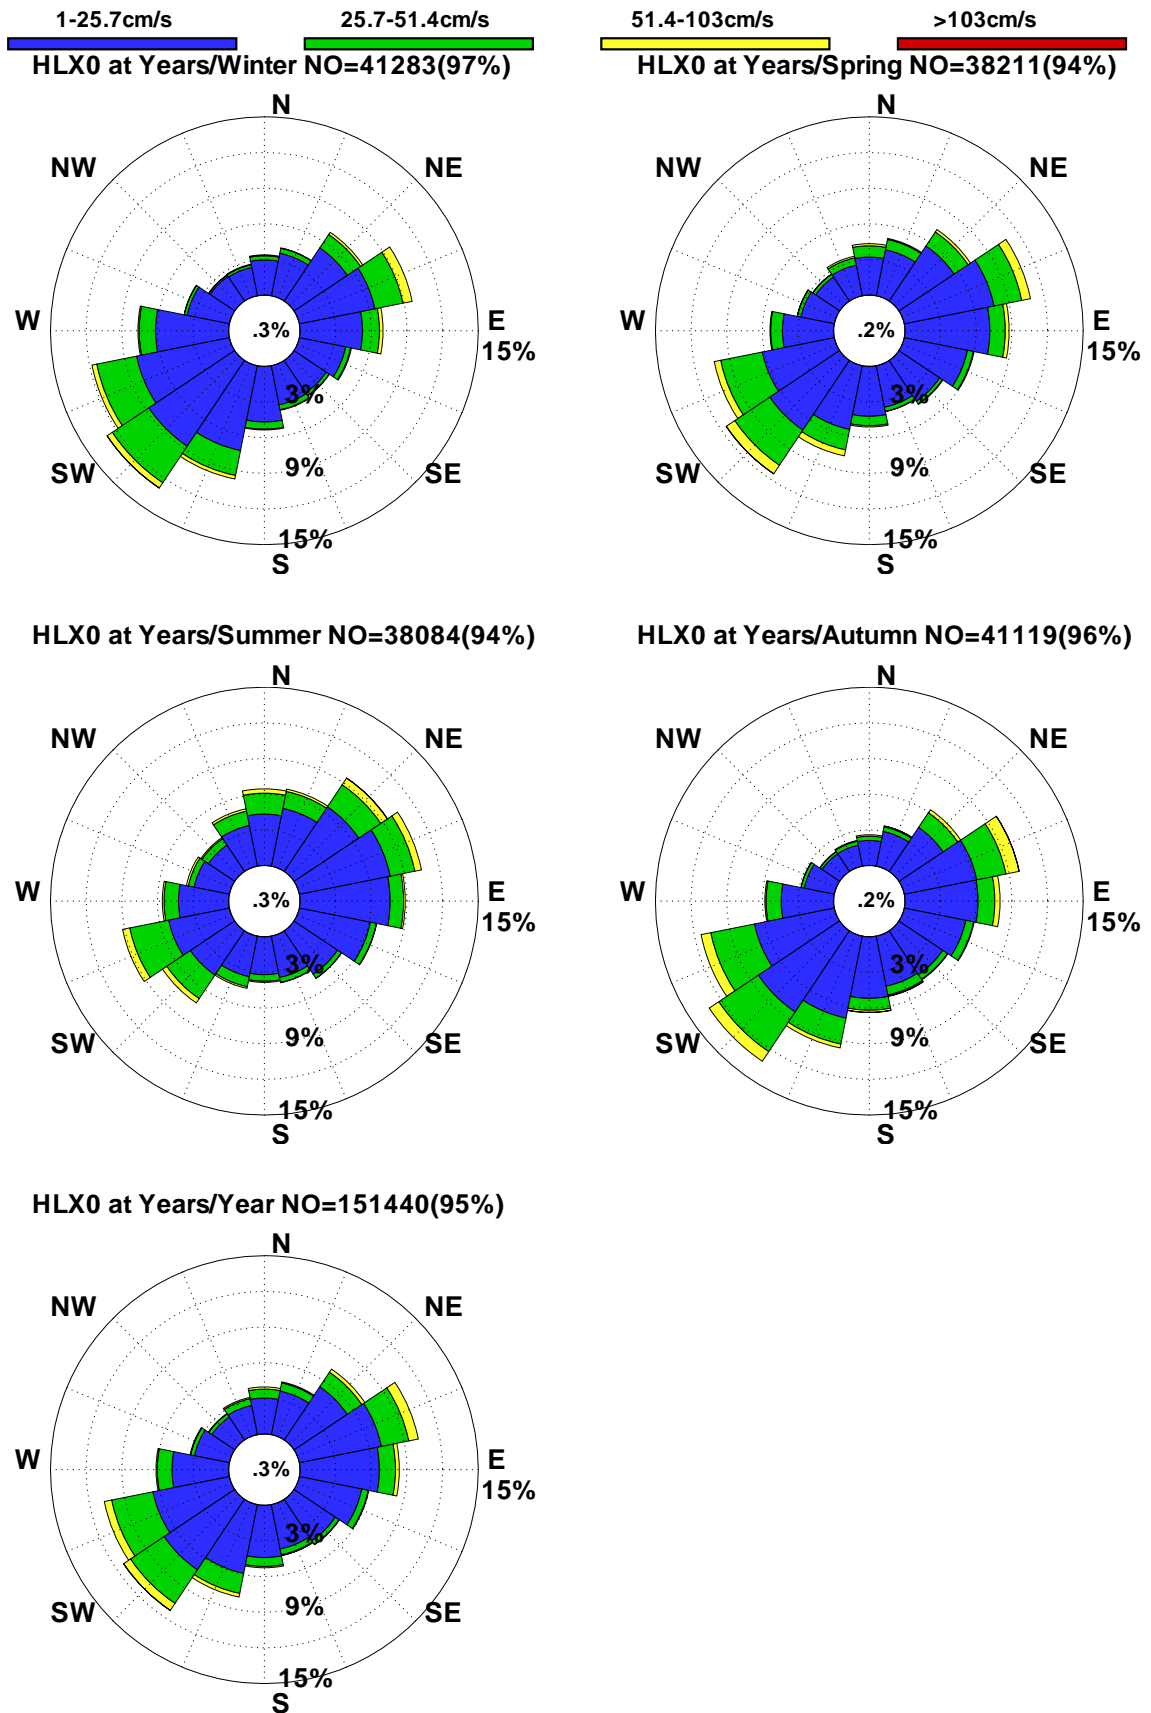 1-25.7cm/s 25.7-51.4cm/s 51.4-103cm/s >103cm/s
HLX0 at Years/Winter NO=41283(97%)
N
NW NE
W .3% E
15%
3%
SW 9% SE
15%
S
HLX0 at Years/Spring NO=38211(94%)
N
NW NE
W .2% E
15%
3%
SW 9% SE
15%
S
HLX0 at Years/Summer NO=38084(94%)
N
NW NE
W .3% E
15%
3%
SW 9% SE
15%
S
HLX0 at Years/Autumn NO=41119(96%)
N
NW NE
W .2% E
15%
3%
SW 9% SE
15%
S
HLX0 at Years/Year NO=151440(95%)
N
NW NE
W .3% E
15%
3%
SW 9% SE
15%
S